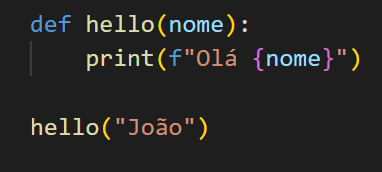 def hello(nome):
    print(f"Olá {nome}")
hello("João")